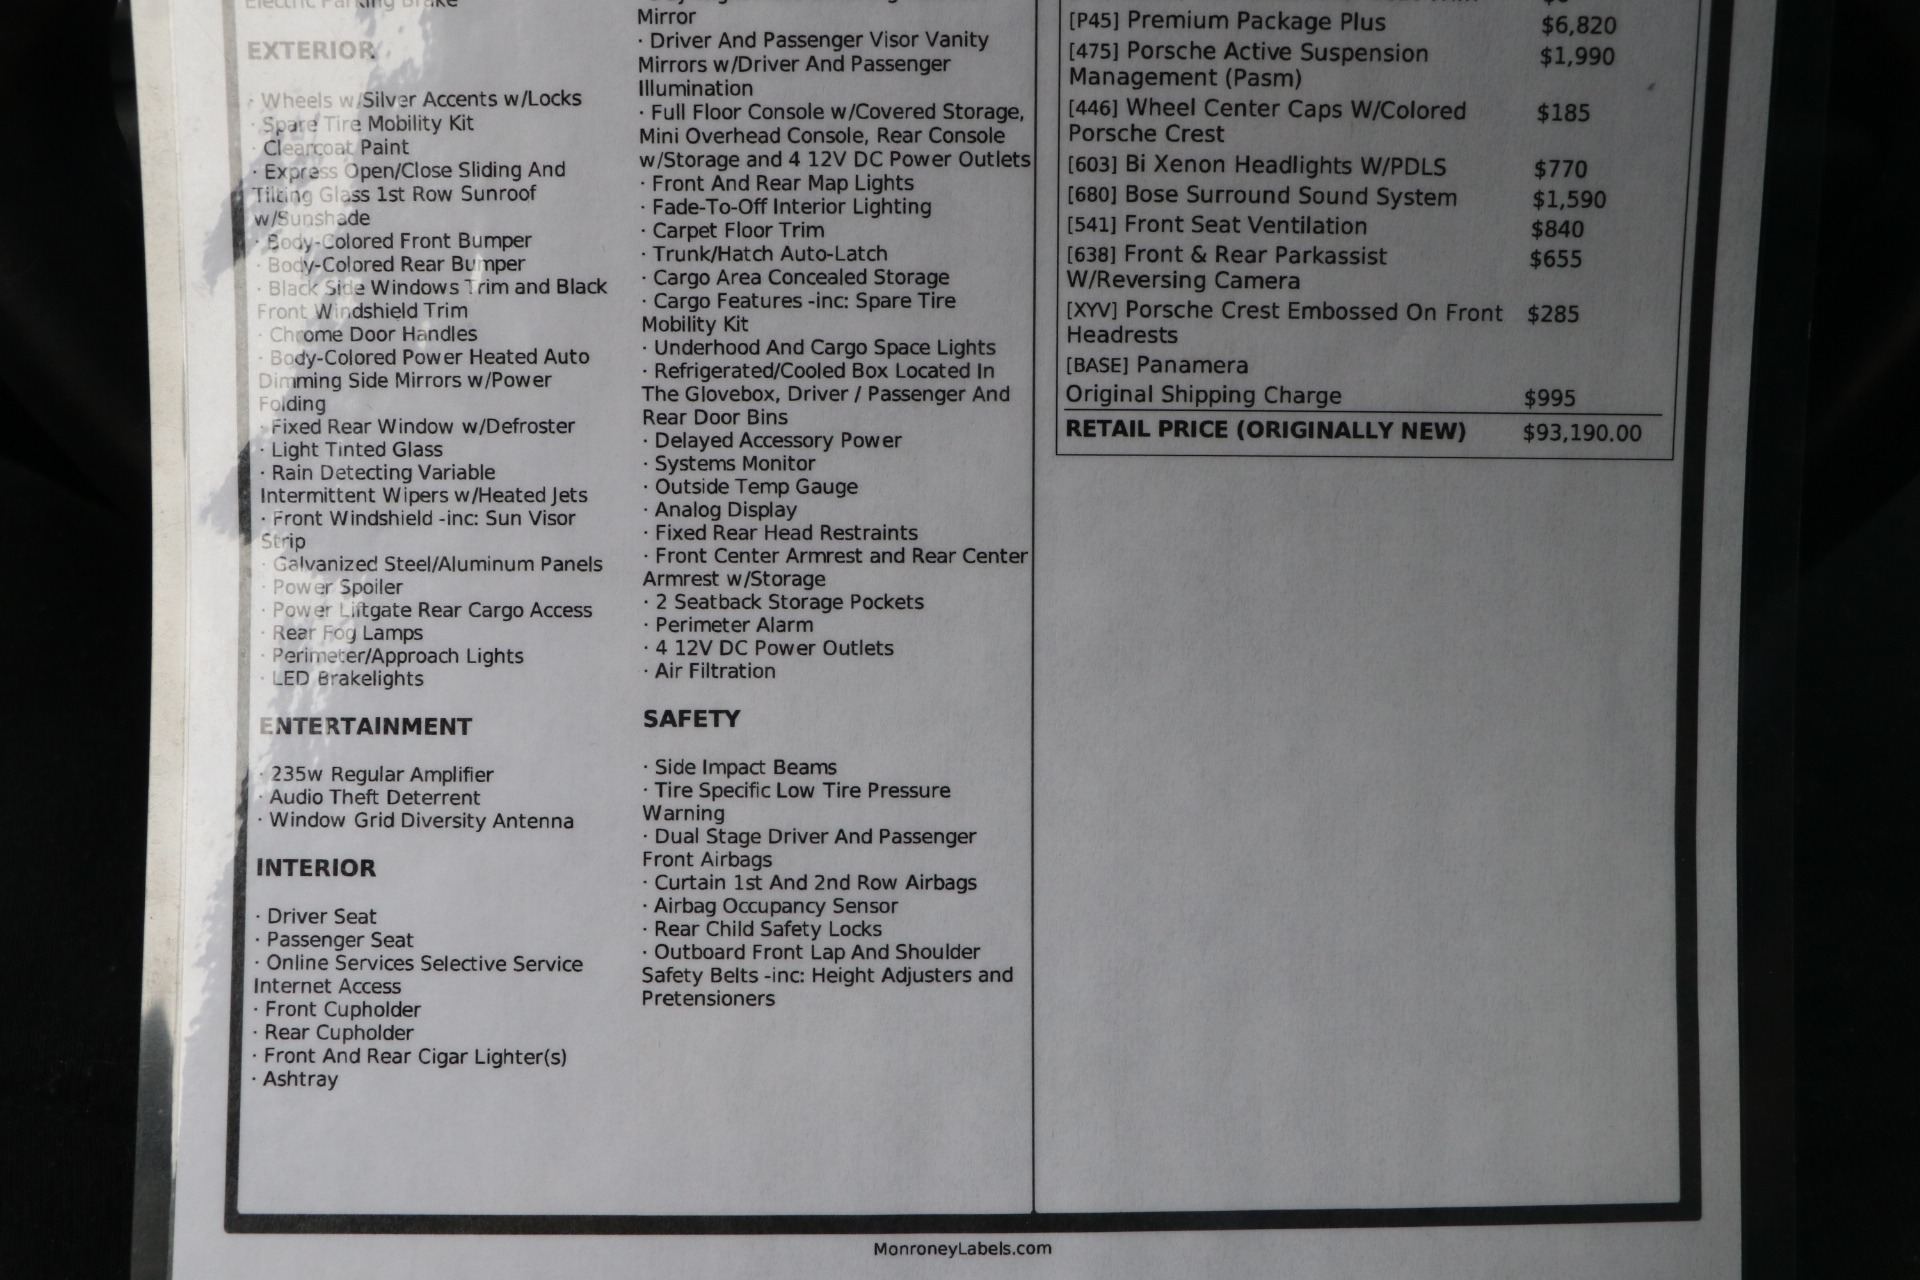 Electric Parking Brake
EXTERIOR
· Wheels w/Silver Accents w/Locks
· Spare Tire Mobility Kit
· Clearcoat Paint
· Express Open/Close Sliding And
Tilting Glass 1st Row Sunroof
w/Sunshade
· Body-Colored Front Bumper
· Body-Colored Rear Bumper
· Black Side Windows Trim and Black
Front Windshield Trim
· Chrome Door Handles
· Body-Colored Power Heated Auto
Dimming Side Mirrors w/Power
Folding
· Fixed Rear Window w/Defroster
· Light Tinted Glass
· Rain Detecting Variable
Intermittent Wipers w/Heated Jets
· Front Windshield -inc: Sun Visor
Strip
· Galvanized Steel/Aluminum Panels
· Power Spoiler
· Power Liftgate Rear Cargo Access
· Rear Fog Lamps
· Perimeter/Approach Lights
· LED Brakelights
ENTERTAINMENT
· 235w Regular Amplifier
· Audio Theft Deterrent
· Window Grid Diversity Antenna
INTERIOR
· Driver Seat
· Passenger Seat
· Online Services Selective Service
Internet Access
· Front Cupholder
· Rear Cupholder
· Front And Rear Cigar Lighter(s)
· Ashtray
Mirror
· Driver And Passenger Visor Vanity
Mirrors w/Driver And Passenger
Illumination
· Full Floor Console w/Covered Storage,
Mini Overhead Console, Rear Console
w/Storage and 4 12V DC Power Outlets
· Front And Rear Map Lights
· Fade-To-Off Interior Lighting
· Carpet Floor Trim
· Trunk/Hatch Auto-Latch
· Cargo Area Concealed Storage
· Cargo Features -inc: Spare Tire
Mobility Kit
· Underhood And Cargo Space Lights
· Refrigerated/Cooled Box Located In
The Glovebox, Driver / Passenger And
Rear Door Bins
· Delayed Accessory Power
· Systems Monitor
· Outside Temp Gauge
· Analog Display
· Fixed Rear Head Restraints
· Front Center Armrest and Rear Center
Armrest w/Storage
· 2 Seatback Storage Pockets
· Perimeter Alarm
· 4 12V DC Power Outlets
· Air Filtration
SAFETY
· Side Impact Beams
· Tire Specific Low Tire Pressure
Warning
· Dual Stage Driver And Passenger
Front Airbags
· Curtain 1st And 2nd Row Airbags
· Airbag Occupancy Sensor
· Rear Child Safety Locks
· Outboard Front Lap And Shoulder
Safety Belts -inc: Height Adjusters and
Pretensioners
[P45] Premium Package Plus $6,820
[475] Porsche Active Suspension $1,990
Management (Pasm)
[446] Wheel Center Caps W/Colored $185
Porsche Crest
[603] Bi Xenon Headlights W/PDLS $770
[680] Bose Surround Sound System $1,590
[541] Front Seat Ventilation $840
[638] Front & Rear Parkassist $655
W/Reversing Camera
[XYV] Porsche Crest Embossed On Front $285
Headrests
[BASE] Panamera
Original Shipping Charge $995
RETAIL PRICE (ORIGINALLY NEW) $93,190.00
MonroneyLabels.com